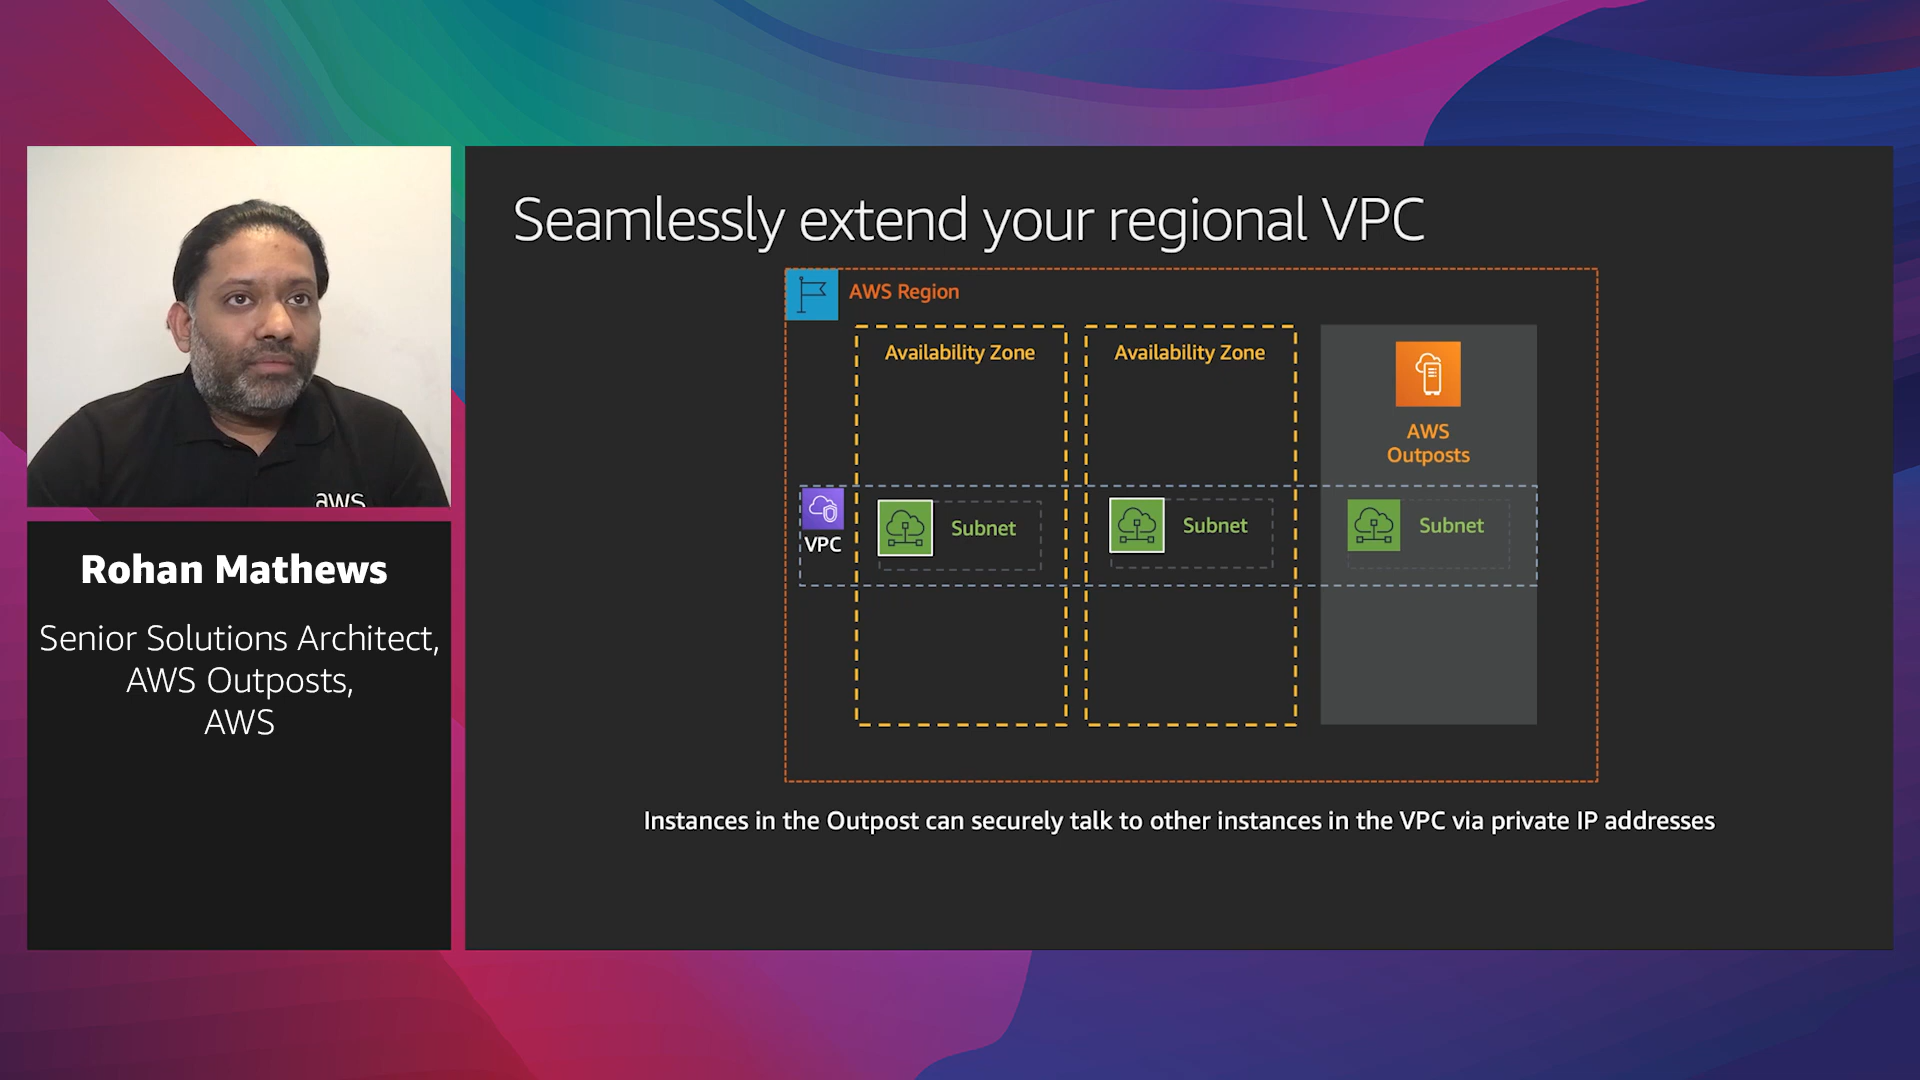 Seamlessly extend your regional VPC
AWS Region
Availability Zone
Availability Zone
AWS
Outposts
VPC
Subnet
Subnet
Subnet
Instances in the Outpost can securely talk to other instances in the VPC via private IP addresses
aws
Rohan Mathews
Senior Solutions Architect,
AWS Outposts,
AWS